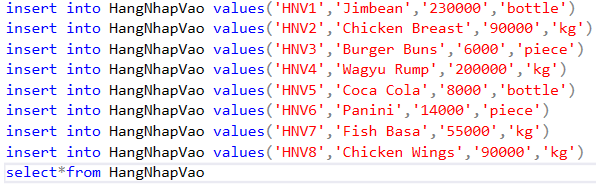 insert into HangNhapVao values('HNV1','Jimbean','230000','bottle')
insert into HangNhapVao values('HNV2','Chicken Breast','90000','kg')
insert into HangNhapVao values('HNV3','Burger Buns','6000','piece')
insert into HangNhapVao values('HNV4','Wagyu Rump','200000','kg')
insert into HangNhapVao values('HNV5','Coca Cola','8000','bottle')
insert into HangNhapVao values('HNV6','Panini','14000','piece')
insert into HangNhapVao values('HNV7','Fish Basa','55000','kg')
insert into HangNhapVao values('HNV8','Chicken Wings','90000','kg')
select*from HangNhapVao